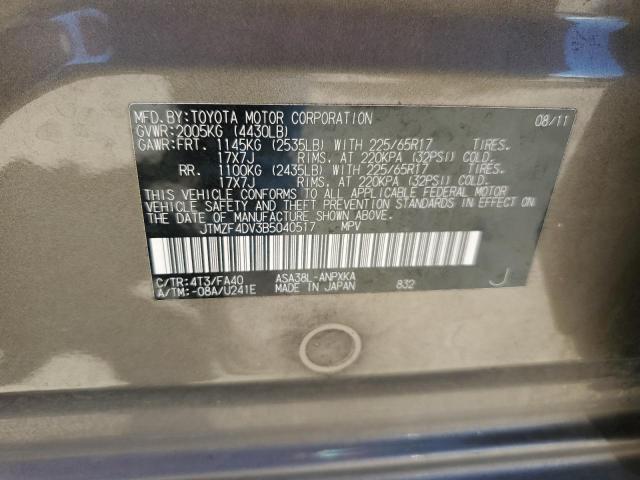 MFD.BY:TOYOTA MOTOR CORPORATION 08/11
GVWR:2005KG (4430LB)
GAWR:FRT. 1145KG (2535LB) WITH 225/65R17 TIRES.
17X7J RIMS. AT 220KPA (32PSI) COLD.
RR. 1100KG (2435LB) WITH 225/65R17 TIRES.
17X7J RIMS. AT 220KPA (32PSI) COLD.
THIS VEHICLE CONFORMS TO ALL APPLICABLE FEDERAL MOTOR
VEHICLE SAFETY AND THEFT PREVENTION STANDARDS IN EFFECT ON
THE DATE OF MANUFACTURE SHOWN ABOVE.
JTMZF4DV3B5040517 MPV
C/TR:4T3/FA40 ASA38L-ANPXKA J
A/TM:-08A/U241E MADE IN JAPAN 832